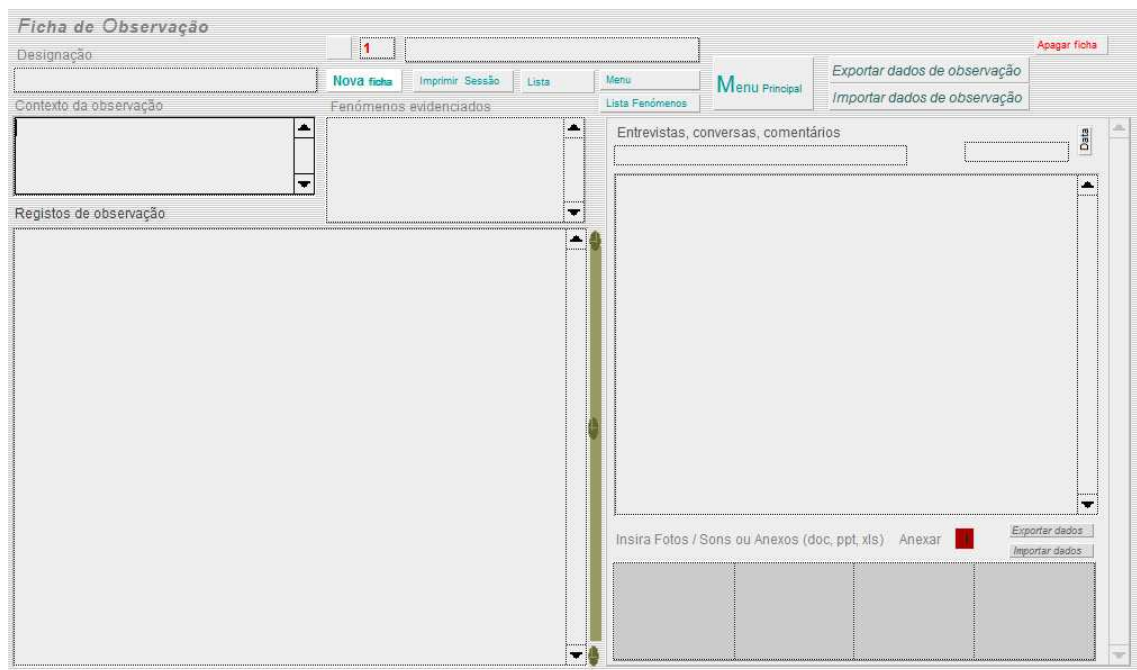 Ficha de Observação
Designação
1
Apagar ficha
Nova ficha
Imprimir Sessão
Lista
Menu
Lista Fenómenos
Menu Principal
Exportar dados de observação
Importar dados de observação
Contexto da observação
Fenómenos evidenciados
Entrevistas, conversas, comentários
Data
Registos de observação
Insira Fotos / Sons ou Anexos (doc, ppt, xls) Anexar
Exportar dados
Importar dados